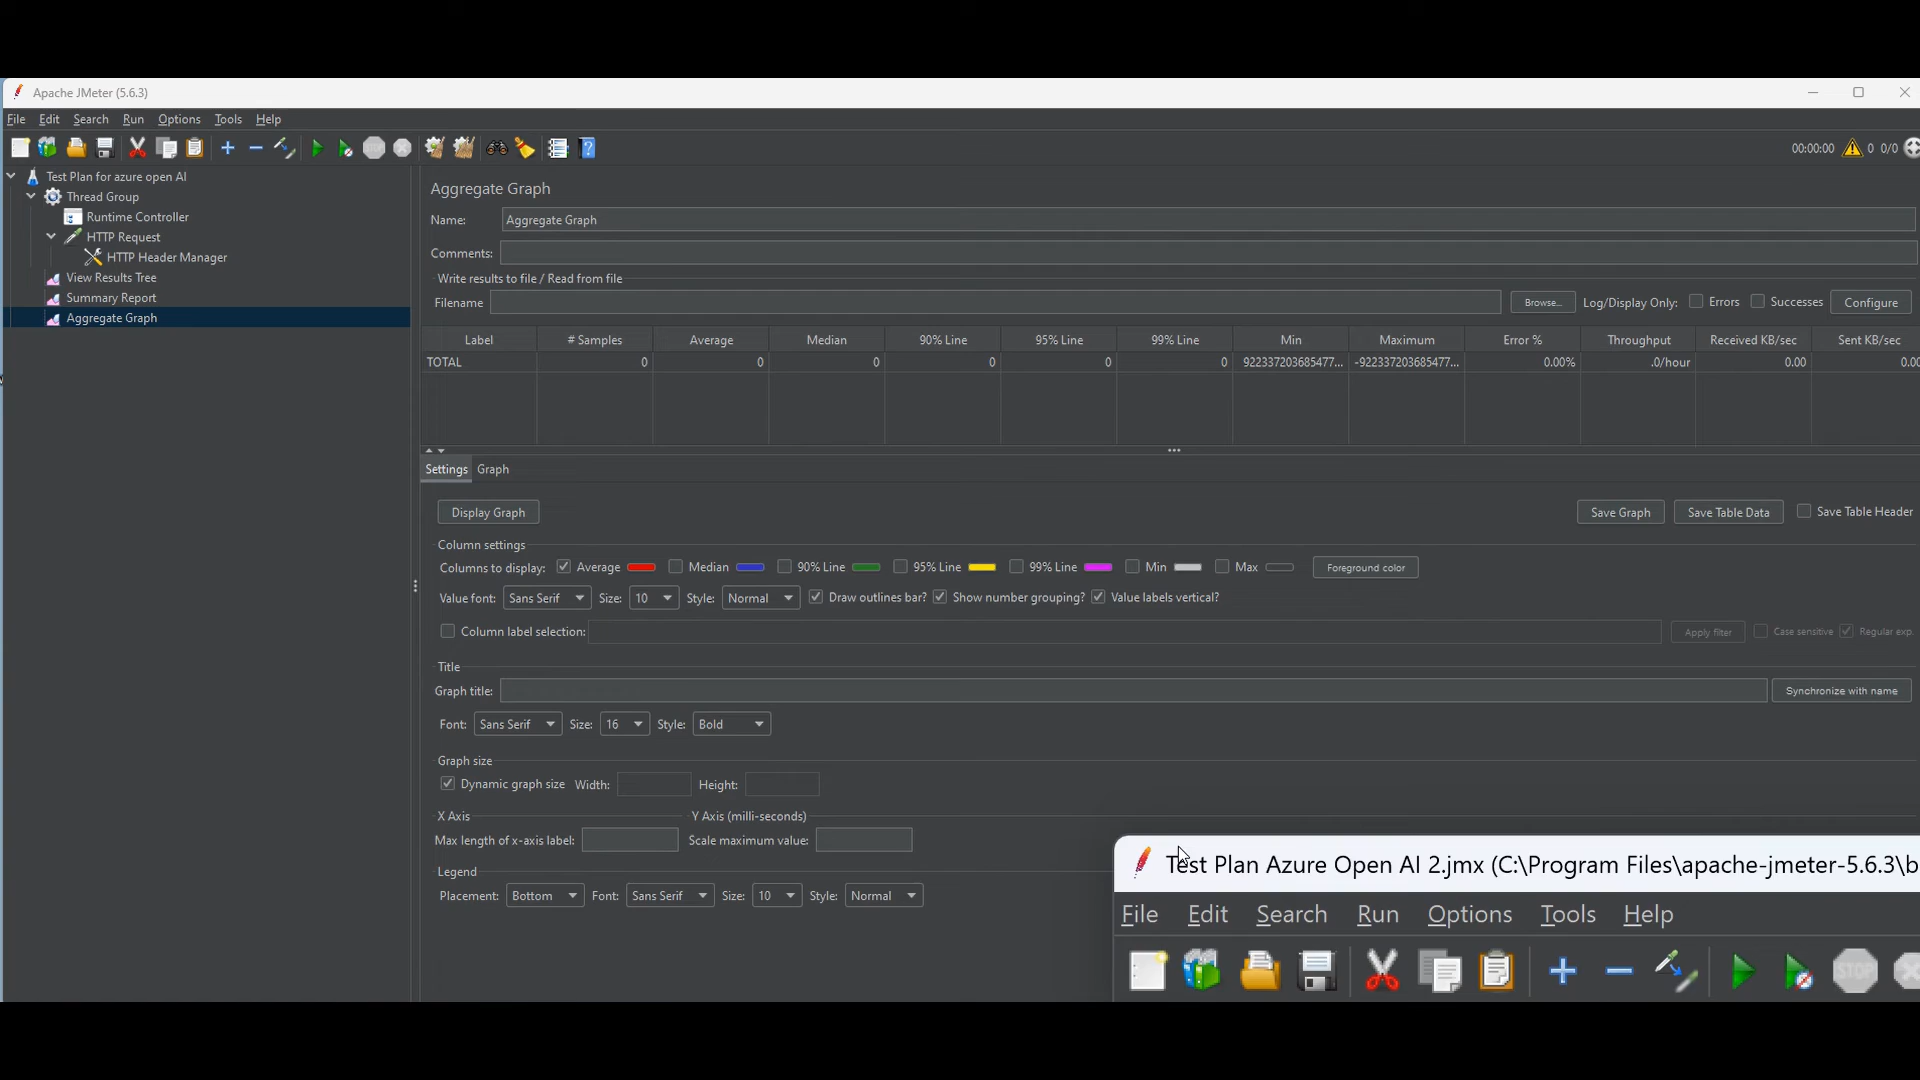 Apache JMeter (5.6.3)
File Edit Search Run Options Tools Help
00:00:00 0 0/0
Test Plan for azure open AI
Thread Group
Runtime Controller
HTTP Request
HTTP Header Manager
View Results Tree
Summary Report
Aggregate Graph
Aggregate Graph
Name: Aggregate Graph
Comments:
Write results to file / Read from file
Filename Browse... Log/Display Only: Errors Successes Configure
Label # Samples Average Median 90% Line 95% Line 99% Line Min Maximum Error % Throughput Received KB/sec Sent KB/sec
TOTAL 0 0 0 0 0 0 922337203685477... -922337203685477... 0.00% .0/hour 0.00 0.00
Settings Graph
Display Graph Save Graph Save Table Data Save Table Header
Column settings
Columns to display: Average Median 90% Line 95% Line 99% Line Min Max Foreground color
Value font: Sans Serif Size: 10 Style: Normal Draw outlines bar? Show number grouping? Value labels vertical?
Column label selection: Apply filter Case sensitive Regular exp.
Title
Graph title: Synchronize with name
Font: Sans Serif Size: 16 Style: Bold
Graph size
Dynamic graph size Width: Height:
X Axis Y Axis (milli-seconds)
Max length of x-axis label: Scale maximum value:
Legend
Placement: Bottom Font: Sans Serif Size: 10 Style: Normal
Test Plan Azure Open AI 2.jmx (C:\Program Files\apache-jmeter-5.6.3\b
File Edit Search Run Options Tools Help
STOP